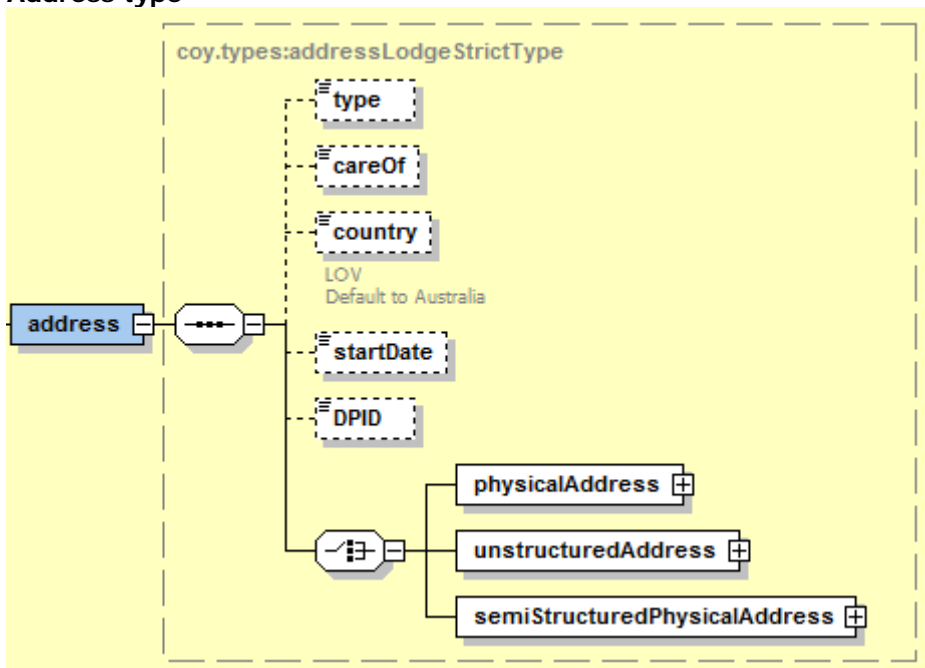 Address type
coy.types:addressLodgeStrictType
type
careOf
country
LOV
Default to Australia
address
startDate
DPID
physicalAddress
unstructuredAddress
semiStructuredPhysicalAddress